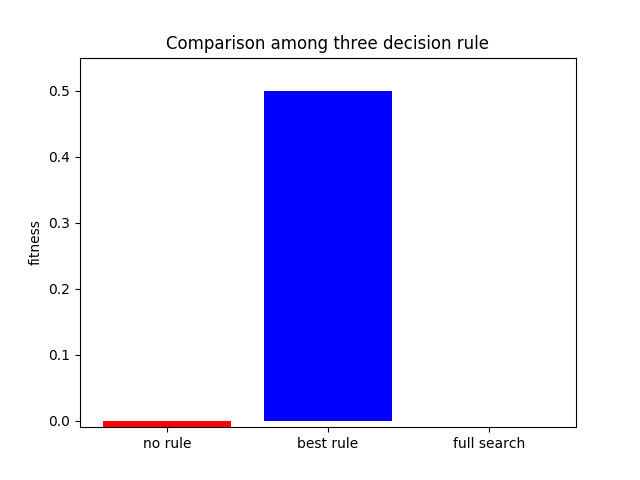 Comparison among three decision rule
0.5
0.4
0.3
0.2
0.1
0.0
fitness
no rule
best rule
full search